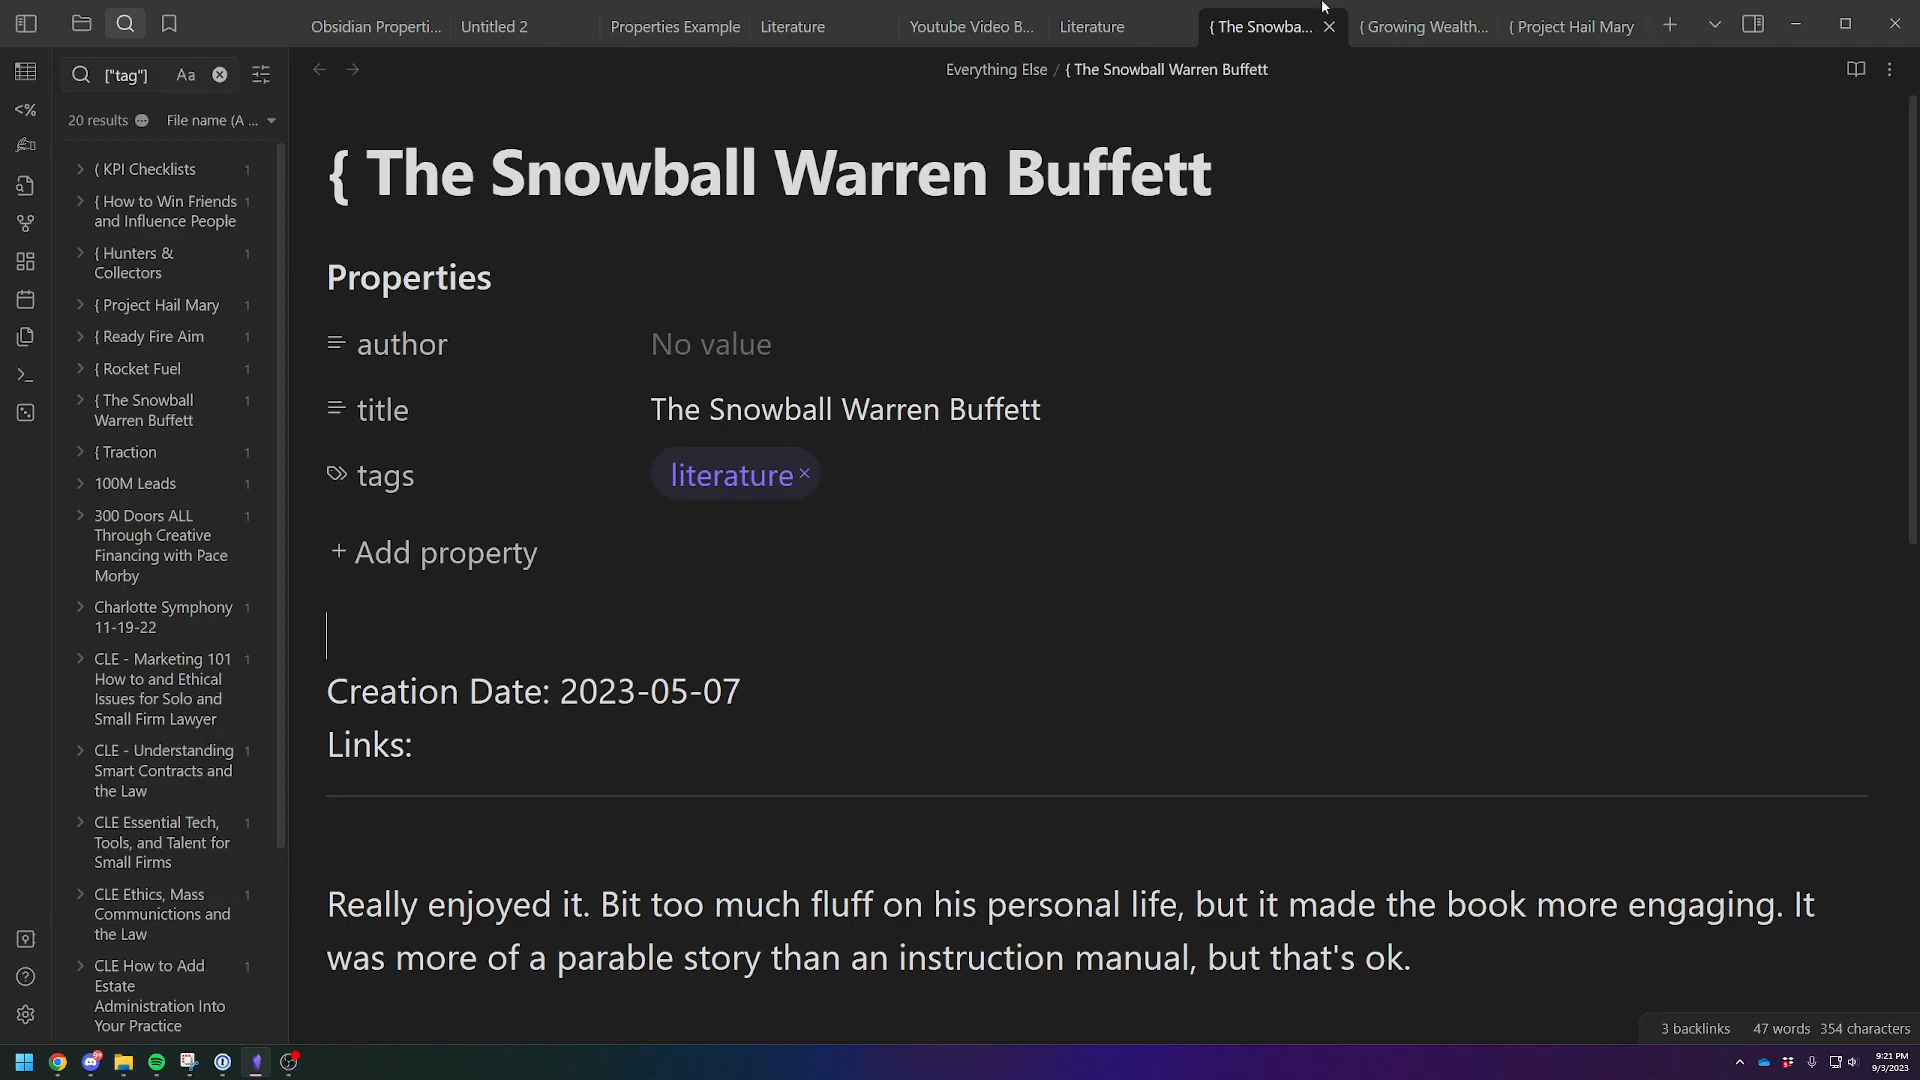 Obsidian Properti...
Untitled 2
Properties Example
Literature
Youtube Video B...
Literature
{ The Snowba...
{ Growing Wealth...
{ Project Hail Mary
["tag"]
Aa
Everything Else / { The Snowball Warren Buffett
20 results
File name (A ...
( KPI Checklists 1
{ How to Win Friends 1
and Influence People
{ Hunters & 1
Collectors
{ Project Hail Mary 1
{ Ready Fire Aim 1
{ Rocket Fuel 1
{ The Snowball 1
Warren Buffett
{ Traction 1
100M Leads 1
300 Doors ALL 1
Through Creative
Financing with Pace
Morby
Charlotte Symphony 1
11-19-22
CLE - Marketing 101 1
How to and Ethical
Issues for Solo and
Small Firm Lawyer
CLE - Understanding 1
Smart Contracts and
the Law
CLE Essential Tech, 1
Tools, and Talent for
Small Firms
CLE Ethics, Mass 1
Communictions and
the Law
CLE How to Add 1
Estate
Administration Into
Your Practice
{ The Snowball Warren Buffett
Properties
author No value
title The Snowball Warren Buffett
tags literature ×
+ Add property
Creation Date: 2023-05-07
Links:
Really enjoyed it. Bit too much fluff on his personal life, but it made the book more engaging. It
was more of a parable story than an instruction manual, but that's ok.
3 backlinks 47 words 354 characters
9:21 PM
9/3/2023